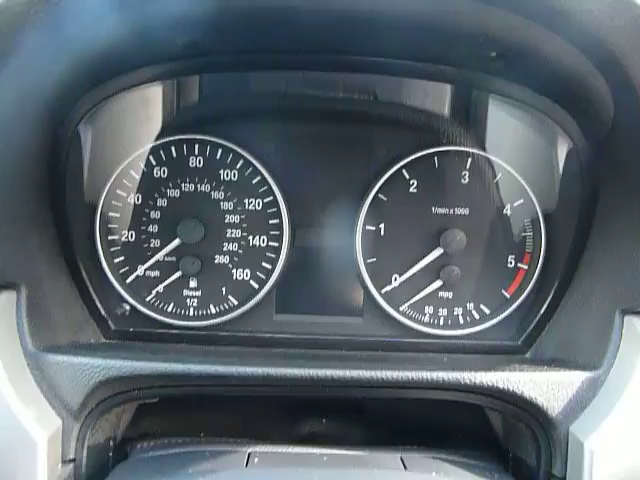 0 20 40 60 80 100 120 140 160
mph
20 40 60 80 100 120 140 160 180 200 220 240 260
km/h
Diesel
0 1/2 1
0 1 2 3 4 5
1/min x 1000
50 30 20 16
mpg